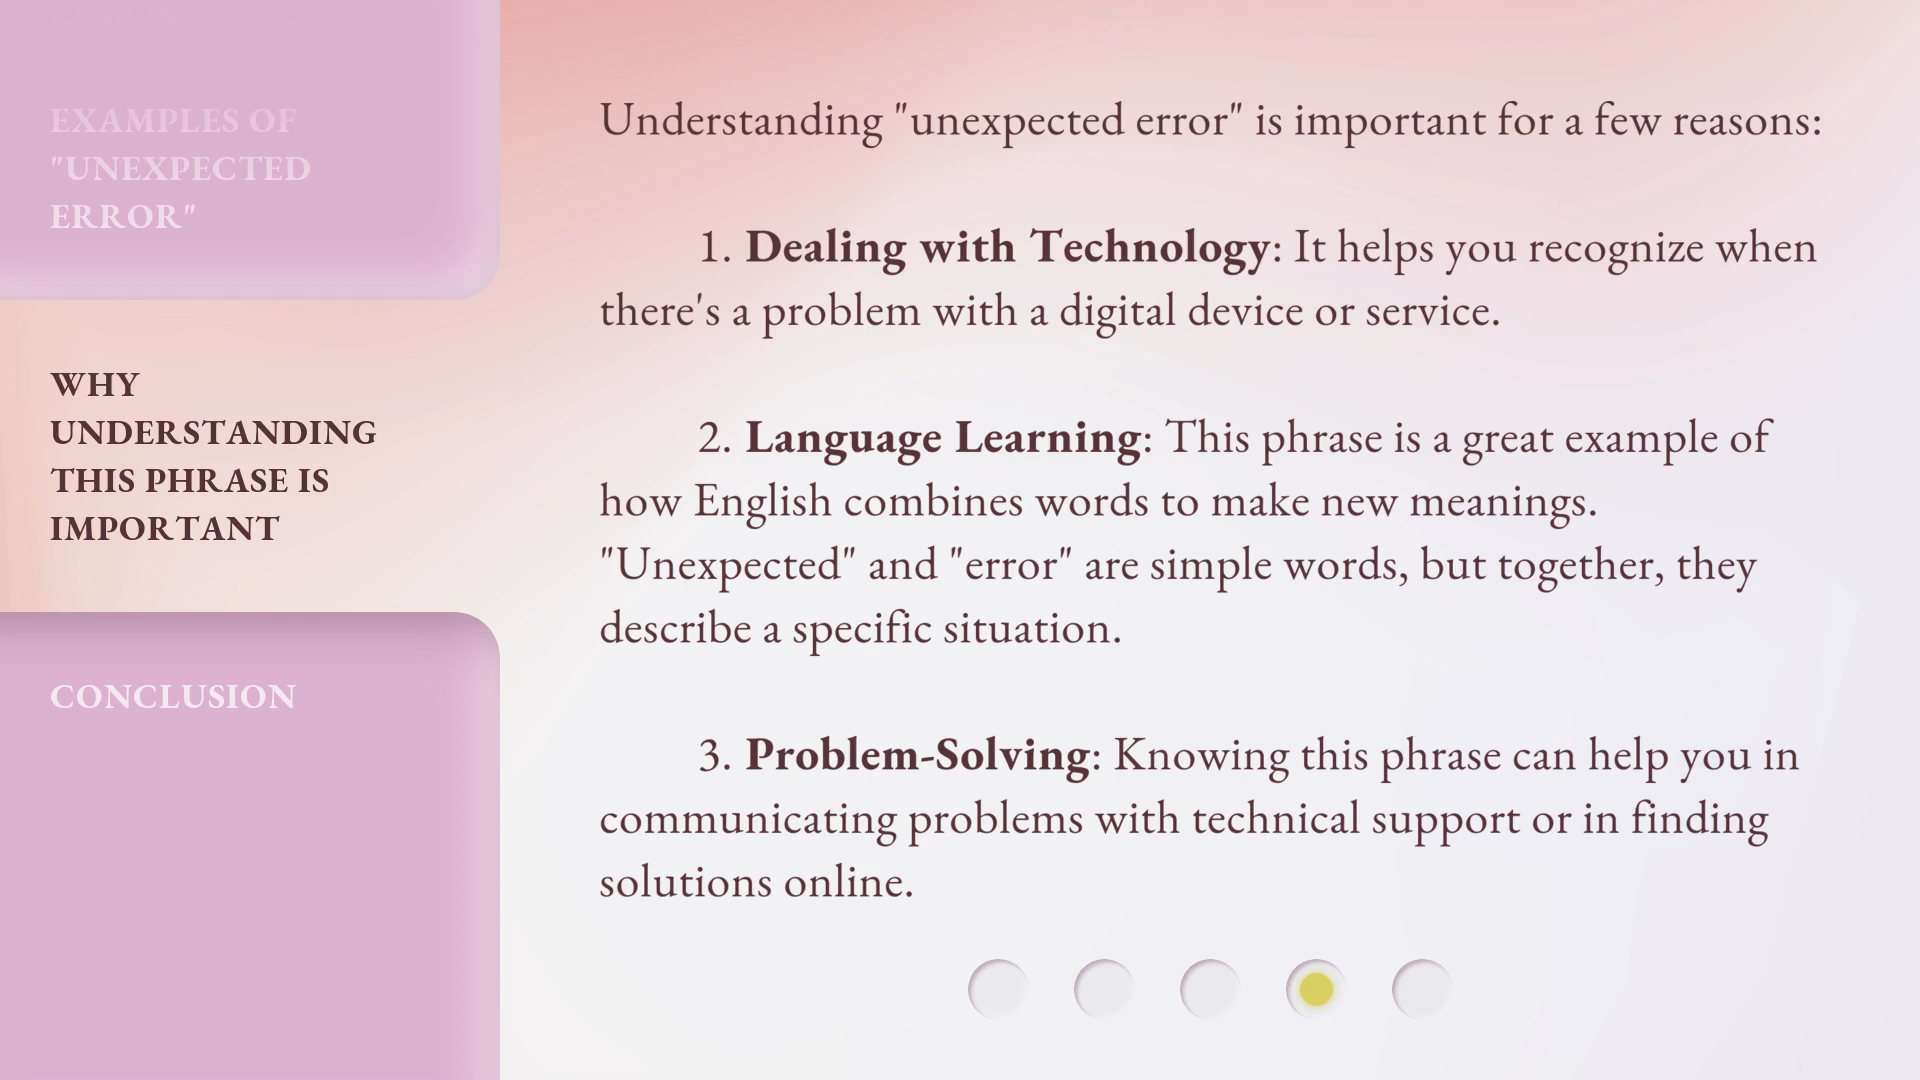 EXAMPLES OF
"UNEXPECTED
ERROR"
WHY
UNDERSTANDING
THIS PHRASE IS
IMPORTANT
CONCLUSION
Understanding "unexpected error" is important for a few reasons:
1. Dealing with Technology: It helps you recognize when
there's a problem with a digital device or service.
2. Language Learning: This phrase is a great example of
how English combines words to make new meanings.
"Unexpected" and "error" are simple words, but together, they
describe a specific situation.
3. Problem-Solving: Knowing this phrase can help you in
communicating problems with technical support or in finding
solutions online.